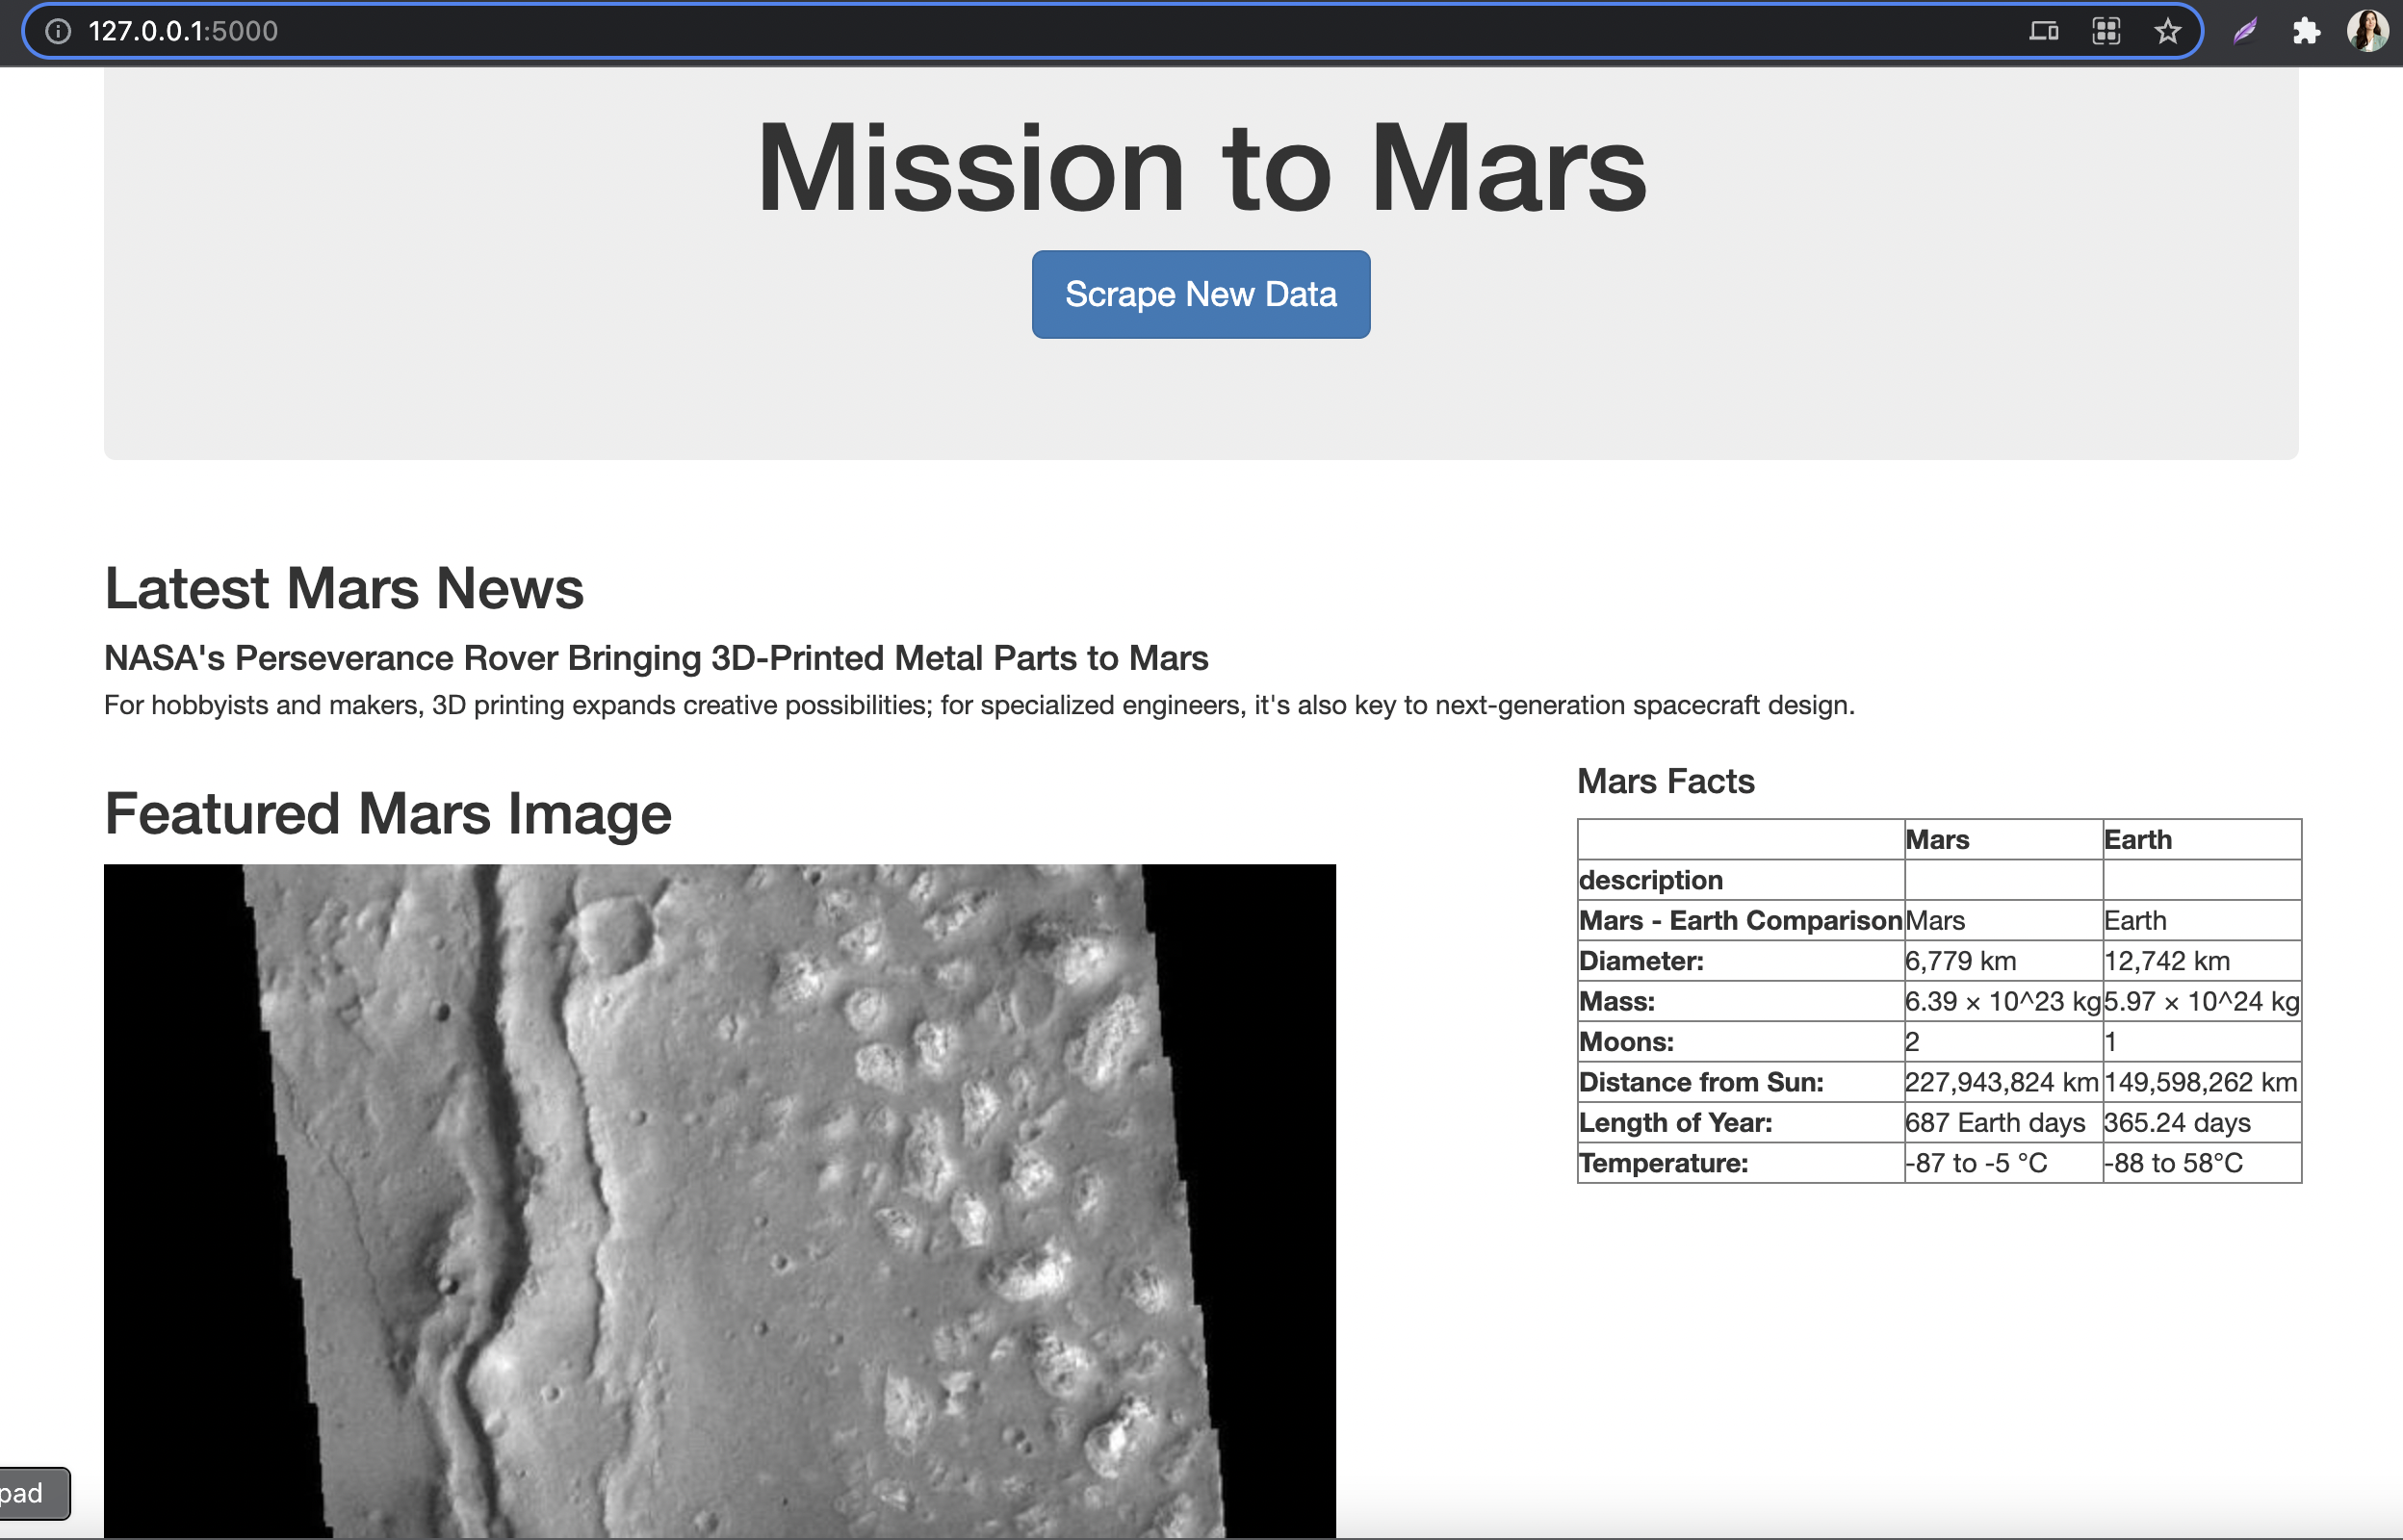 127.0.0.1:5000
Mission to Mars
Scrape New Data
Latest Mars News
NASA's Perseverance Rover Bringing 3D-Printed Metal Parts to Mars
For hobbyists and makers, 3D printing expands creative possibilities; for specialized engineers, it's also key to next-generation spacecraft design.
Featured Mars Image
Mars Facts
Mars Earth
description
Mars - Earth Comparison Mars Earth
Diameter: 6,779 km 12,742 km
Mass: 6.39 × 10^23 kg 5.97 × 10^24 kg
Moons: 2 1
Distance from Sun: 227,943,824 km 149,598,262 km
Length of Year: 687 Earth days 365.24 days
Temperature: -87 to -5 °C -88 to 58°C
pad